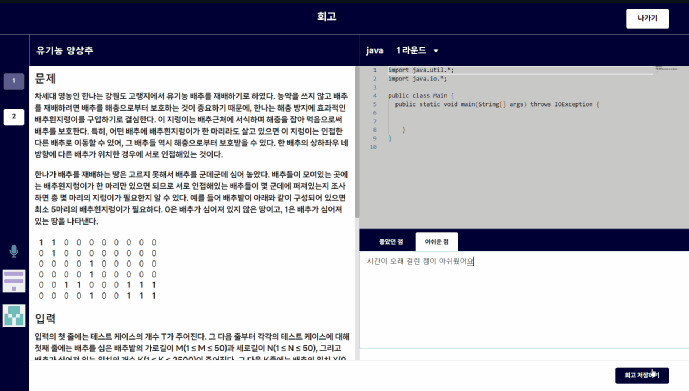 회고
나가기
유기농 양상추
java
1 라운드
1
2
문제
차세대 영농인 한나는 강원도 고랭지에서 유기농 배추를 재배하기로 하였다. 농약을 쓰지 않고 배추
를 재배하려면 배추를 해충으로부터 보호하는 것이 중요하기 때문에, 한나는 해충 방지에 효과적인
배추흰지렁이를 구입하기로 결심한다. 이 지렁이는 배추근처에 서식하며 해충을 잡아 먹음으로써
배추를 보호한다. 특히, 어떤 배추에 배추흰지렁이가 한 마리라도 살고 있으면 이 지렁이는 인접한
다른 배추로 이동할 수 있어, 그 배추들 역시 해충으로부터 보호받을 수 있다. 한 배추의 상하좌우 네
방향에 다른 배추가 위치한 경우에 서로 인접해있는 것이다.
한나가 배추를 재배하는 땅은 고르지 못해서 배추를 군데군데 심어 놓았다. 배추들이 모여있는 곳에
는 배추흰지렁이가 한 마리만 있으면 되므로 서로 인접해있는 배추들이 몇 군데에 퍼져있는지 조사
하면 총 몇 마리의 지렁이가 필요한지 알 수 있다. 예를 들어 배추밭이 아래와 같이 구성되어 있으면
최소 5마리의 배추흰지렁이가 필요하다. 0은 배추가 심어져 있지 않은 땅이고, 1은 배추가 심어져
있는 땅을 나타낸다.
1 1 0 0 0 0 0 0 0 0
0 1 0 0 0 0 0 0 0 0
0 0 0 0 1 0 0 0 0 0
0 0 0 0 1 0 0 0 0 0
0 0 1 1 0 0 0 1 1 1
0 0 0 0 1 0 0 1 1 1
입력
입력의 첫 줄에는 테스트 케이스의 개수 T가 주어진다. 그 다음 줄부터 각각의 테스트 케이스에 대해
첫째 줄에는 배추를 심은 배추밭의 가로길이 M(1 ≤ M ≤ 50)과 세로길이 N(1 ≤ N ≤ 50), 그리고
배추가 심어져 있는 위치의 개수 K(1 ≤ K ≤ 2500)이 주어진다. 그 다음 K줄에는 배추의 위치 X(0
1 import java.util.*;
2 import java.io.*;
3
4 public class Main {
5 public static void main(String[] args) throws IOException {
6
7
8 }
9 }
10
좋았던 점
아쉬운 점
시간이 오래 걸린 점이 아쉬웠어요
회고 저장하기